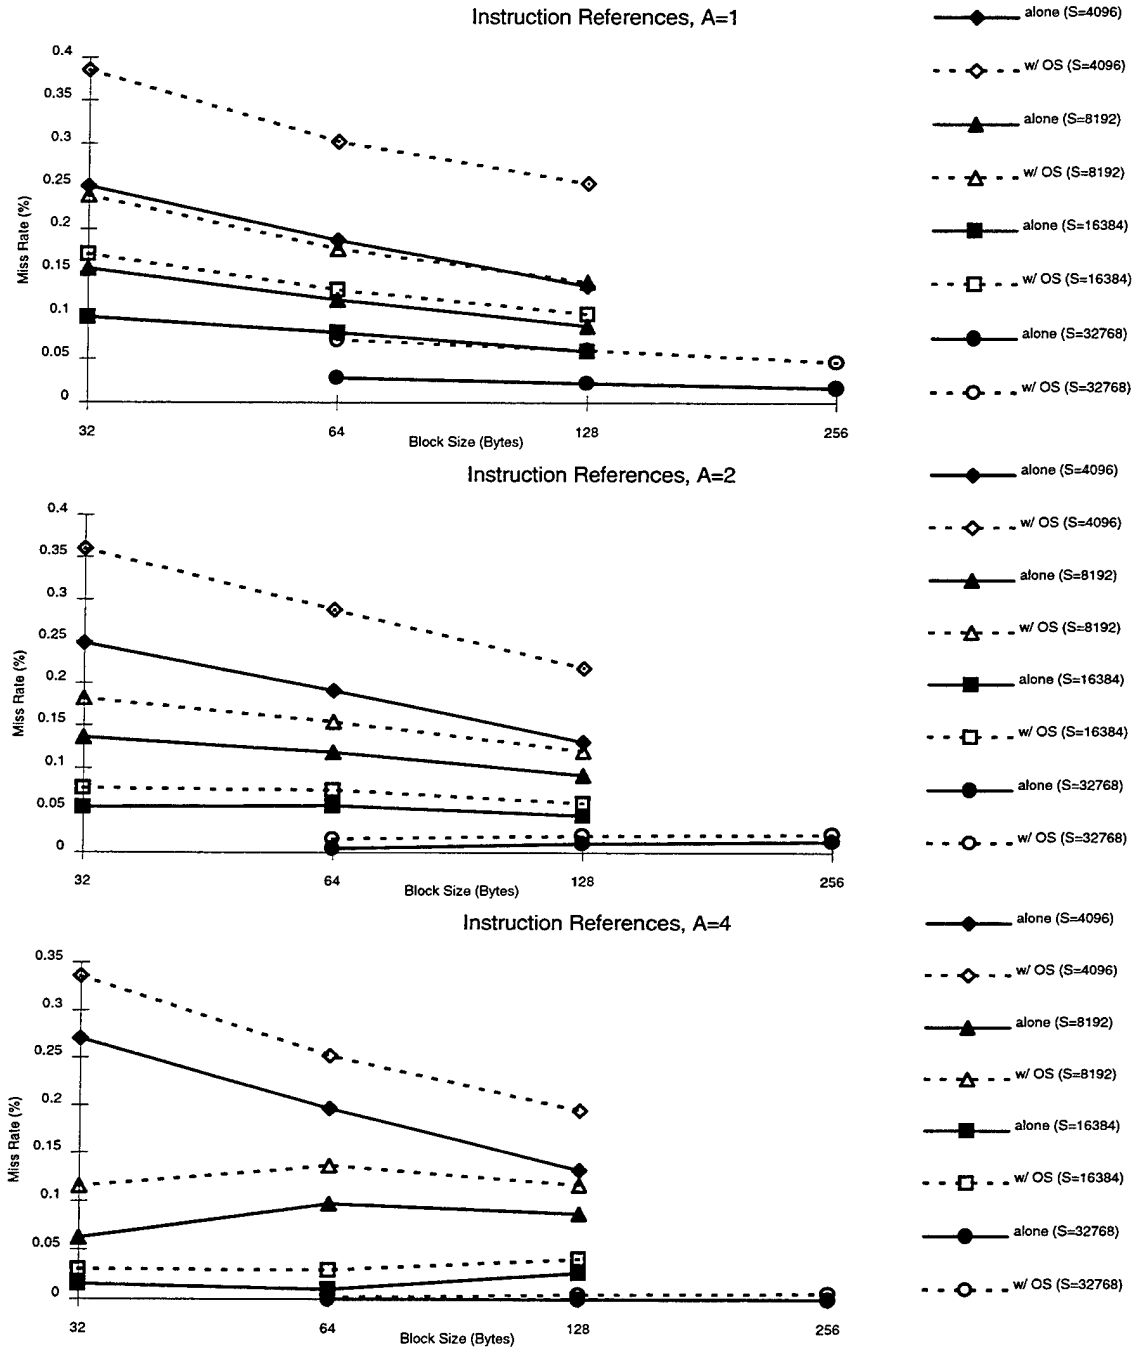 Instruction References, A=1
Miss Rate (%)
0.4
0.35
0.3
0.25
0.2
0.15
0.1
0.05
0
32
64
128
256
Block Size (Bytes)
alone (S=4096)
w/ OS (S=4096)
alone (S=8192)
w/ OS (S=8192)
alone (S=16384)
w/ OS (S=16384)
alone (S=32768)
w/ OS (S=32768)
Instruction References, A=2
Miss Rate (%)
0.4
0.35
0.3
0.25
0.2
0.15
0.1
0.05
0
32
64
128
256
Block Size (Bytes)
alone (S=4096)
w/ OS (S=4096)
alone (S=8192)
w/ OS (S=8192)
alone (S=16384)
w/ OS (S=16384)
alone (S=32768)
w/ OS (S=32768)
Instruction References, A=4
Miss Rate (%)
0.35
0.3
0.25
0.2
0.15
0.1
0.05
0
32
64
128
256
Block Size (Bytes)
alone (S=4096)
w/ OS (S=4096)
alone (S=8192)
w/ OS (S=8192)
alone (S=16384)
w/ OS (S=16384)
alone (S=32768)
w/ OS (S=32768)